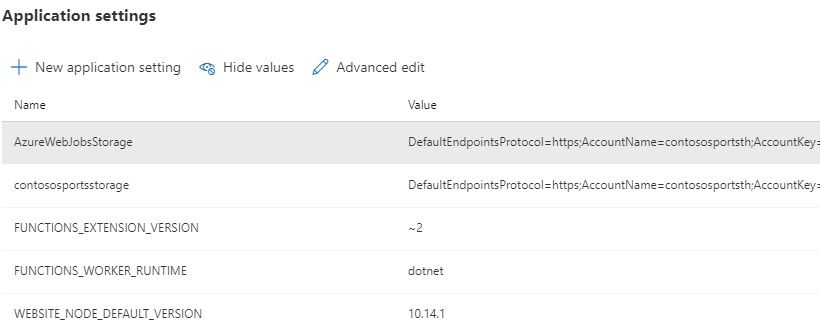 Application settings
New application setting Hide values Advanced edit
Name Value
AzureWebJobsStorage DefaultEndpointsProtocol=https;AccountName=contososportsth;AccountKey=
contososportsstorage DefaultEndpointsProtocol=https;AccountName=contososportsth;AccountKey=
FUNCTIONS_EXTENSION_VERSION ~2
FUNCTIONS_WORKER_RUNTIME dotnet
WEBSITE_NODE_DEFAULT_VERSION 10.14.1